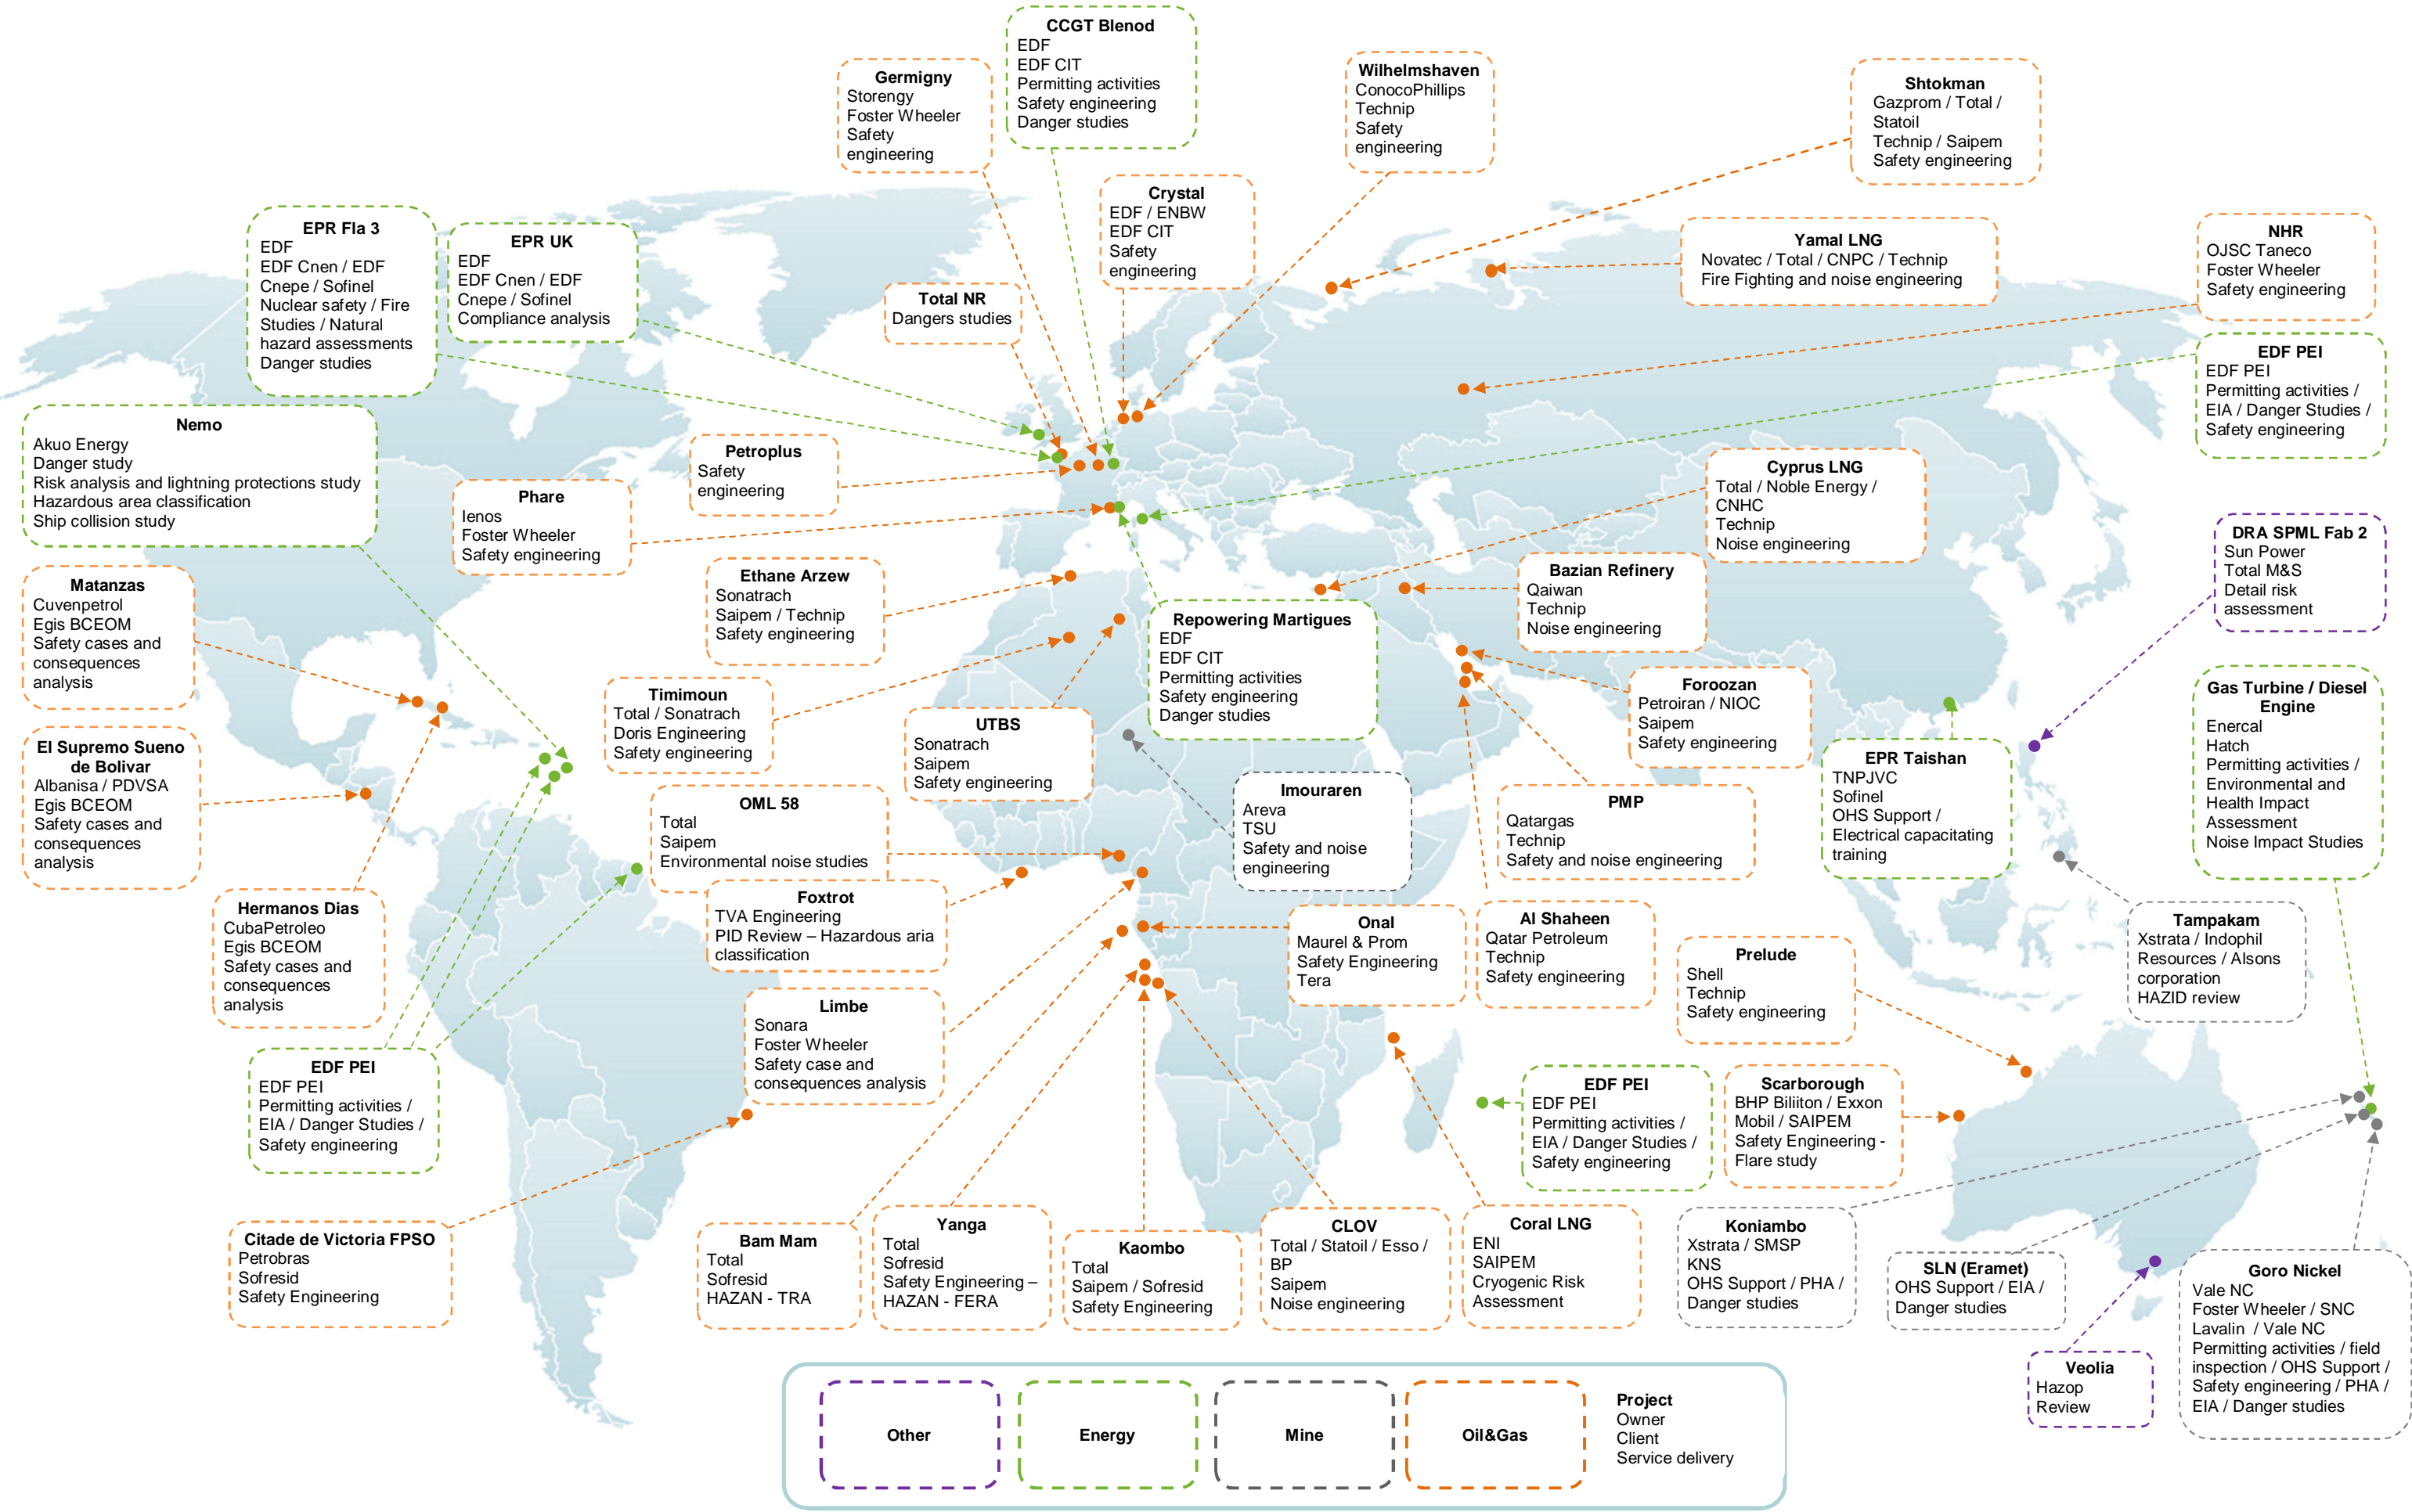 CCGT Blenod
EDF
EDF CIT
Permitting activities
Safety engineering
Danger studies
Germigny
Storengy
Foster Wheeler
Safety
engineering
Wilhelmshaven
ConocoPhillips
Technip
Safety
engineering
Shtokman
Gazprom / Total /
Statoil
Technip / Saipem
Safety engineering
Crystal
EDF / ENBW
EDF CIT
Safety
engineering
EPR Fla 3
EDF
EDF Cnen / EDF
Cnepe / Sofinel
Nuclear safety / Fire
Studies / Natural
hazard assessments
Danger studies
EPR UK
EDF
EDF Cnen / EDF
Cnepe / Sofinel
Compliance analysis
Total NR
Dangers studies
Yamal LNG
Novatec / Total / CNPC / Technip
Fire Fighting and noise engineering
NHR
OJSC Taneco
Foster Wheeler
Safety engineering
EDF PEI
EDF PEI
Permitting activities /
EIA / Danger Studies /
Safety engineering
Nemo
Akuo Energy
Danger study
Risk analysis and lightning protections study
Hazardous area classification
Ship collision study
Petroplus
Safety
engineering
Phare
Ienos
Foster Wheeler
Safety engineering
Cyprus LNG
Total / Noble Energy /
CNHC
Technip
Noise engineering
DRA SPML Fab 2
Sun Power
Total M&S
Detail risk
assessment
Matanzas
Cuvenpetrol
Egis BCEOM
Safety cases and
consequences
analysis
Ethane Arzew
Sonatrach
Saipem / Technip
Safety engineering
Bazian Refinery
Qaiwan
Technip
Noise engineering
Repowering Martigues
EDF
EDF CIT
Permitting activities
Safety engineering
Danger studies
Timimoun
Total / Sonatrach
Doris Engineering
Safety engineering
UTBS
Sonatrach
Saipem
Safety engineering
Foroozan
Petroiran / NIOC
Saipem
Safety engineering
Gas Turbine / Diesel
Engine
Enercal
Hatch
Permitting activities /
Environmental and
Health Impact
Assessment
Noise Impact Studies
El Supremo Sueno
de Bolivar
Albanisa / PDVSA
Egis BCEOM
Safety cases and
consequences
analysis
EPR Taishan
TNPJVC
Sofinel
OHS Support /
Electrical capacitating
training
OML 58
Total
Saipem
Environmental noise studies
Imouraren
Areva
TSU
Safety and noise
engineering
PMP
Qatargas
Technip
Safety and noise engineering
Hermanos Dias
CubaPetroleo
Egis BCEOM
Safety cases and
consequences
analysis
Foxtrot
TVA Engineering
PID Review – Hazardous aria
classification
Onal
Maurel & Prom
Safety Engineering
Tera
Al Shaheen
Qatar Petroleum
Technip
Safety engineering
Prelude
Shell
Technip
Safety engineering
Tampakam
Xstrata / Indophil
Resources / Alsons
corporation
HAZID review
Limbe
Sonara
Foster Wheeler
Safety case and
consequences analysis
EDF PEI
EDF PEI
Permitting activities /
EIA / Danger Studies /
Safety engineering
EDF PEI
EDF PEI
Permitting activities /
EIA / Danger Studies /
Safety engineering
Scarborough
BHP Biliiton / Exxon
Mobil / SAIPEM
Safety Engineering -
Flare study
Citade de Victoria FPSO
Petrobras
Sofresid
Safety Engineering
Bam Mam
Total
Sofresid
HAZAN - TRA
Yanga
Total
Sofresid
Safety Engineering –
HAZAN - FERA
Kaombo
Total
Saipem / Sofresid
Safety Engineering
CLOV
Total / Statoil / Esso /
BP
Saipem
Noise engineering
Coral LNG
ENI
SAIPEM
Cryogenic Risk
Assessment
Koniambo
Xstrata / SMSP
KNS
OHS Support / PHA /
Danger studies
SLN (Eramet)
OHS Support / EIA /
Danger studies
Goro Nickel
Vale NC
Foster Wheeler / SNC
Lavalin / Vale NC
Permitting activities / field
inspection / OHS Support /
Safety engineering / PHA /
EIA / Danger studies
Veolia
Hazop
Review
Other
Energy
Mine
Oil&Gas
Project
Owner
Client
Service delivery